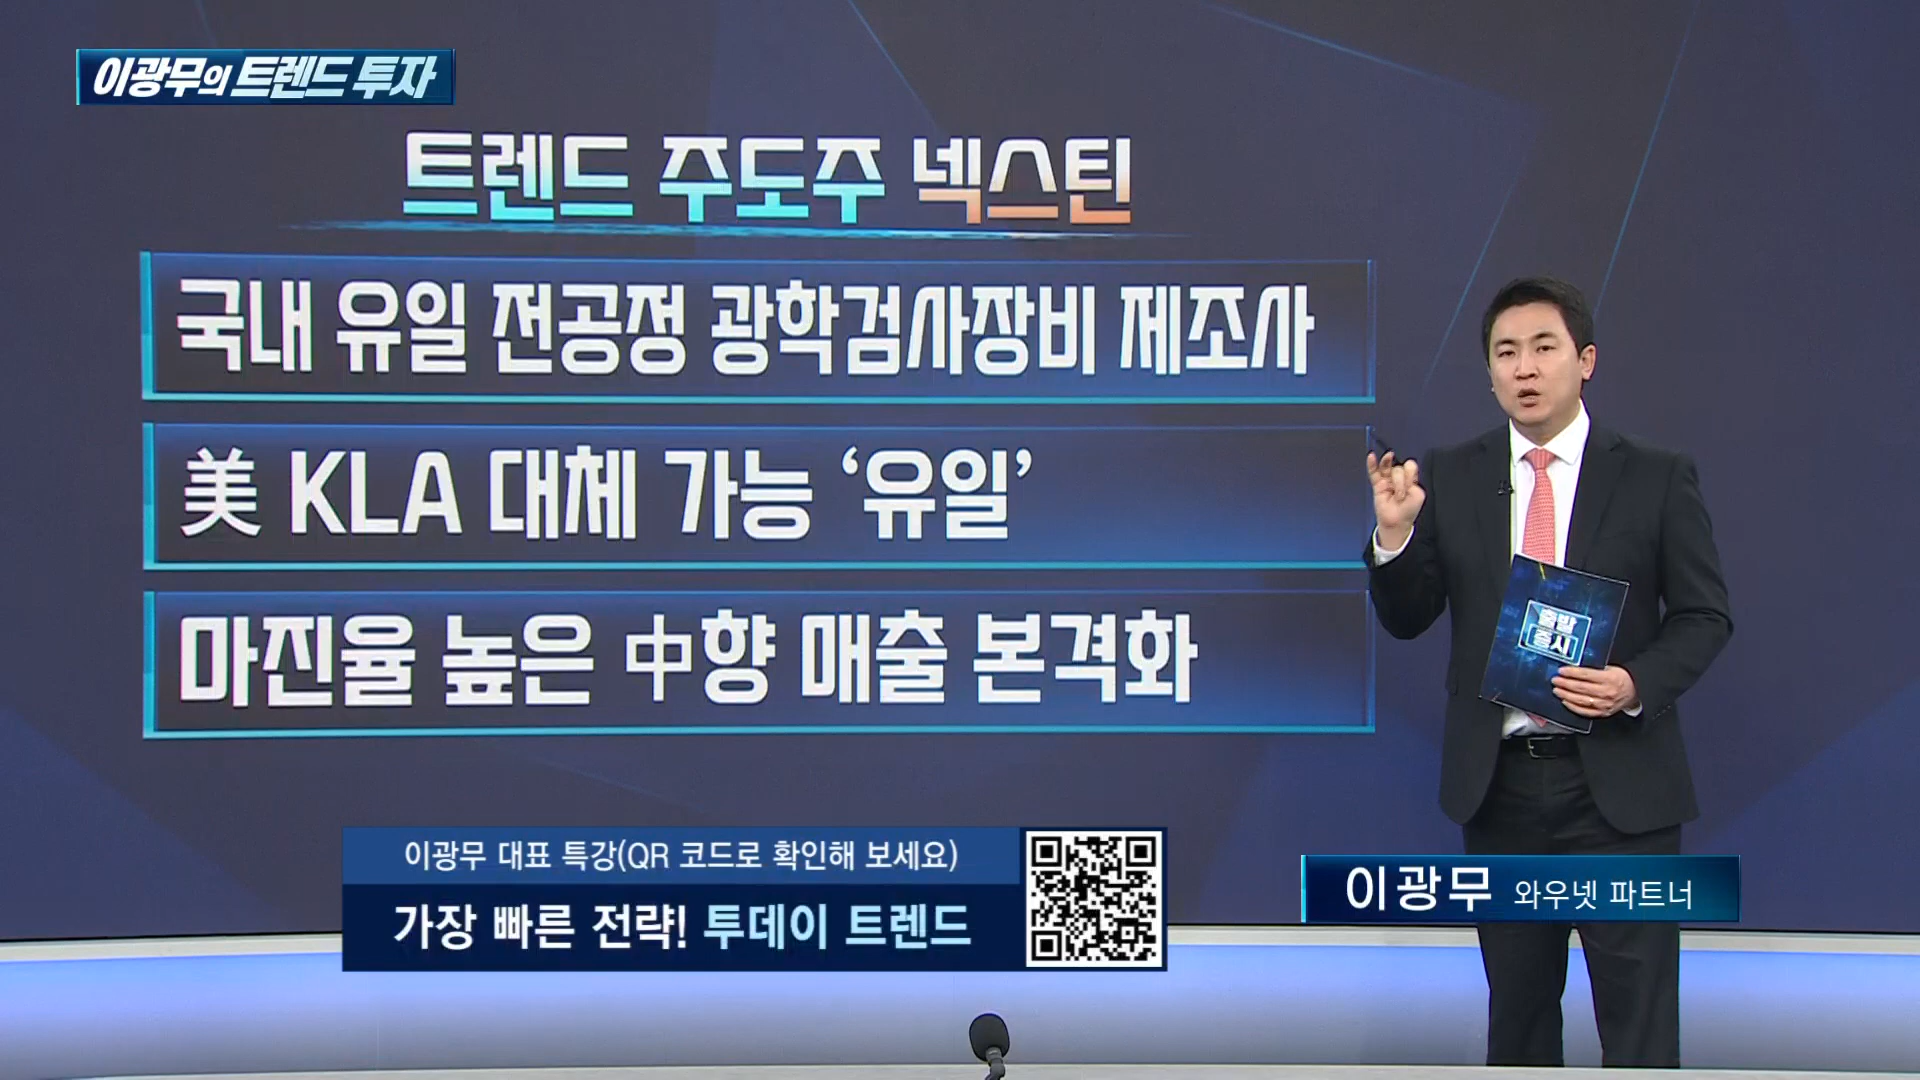 이광무의 트렌드 투자
트렌드 주도주 넥스틴
국내 유일 전공정 광학검사장비 제조사
美 KLA 대체 가능 ‘유일’
마진율 높은 中향 매출 본격화
출발
증시
이광무 대표 특강(QR 코드로 확인해 보세요)
가장 빠른 전략! 투데이 트렌드
이광무 와우넷 파트너